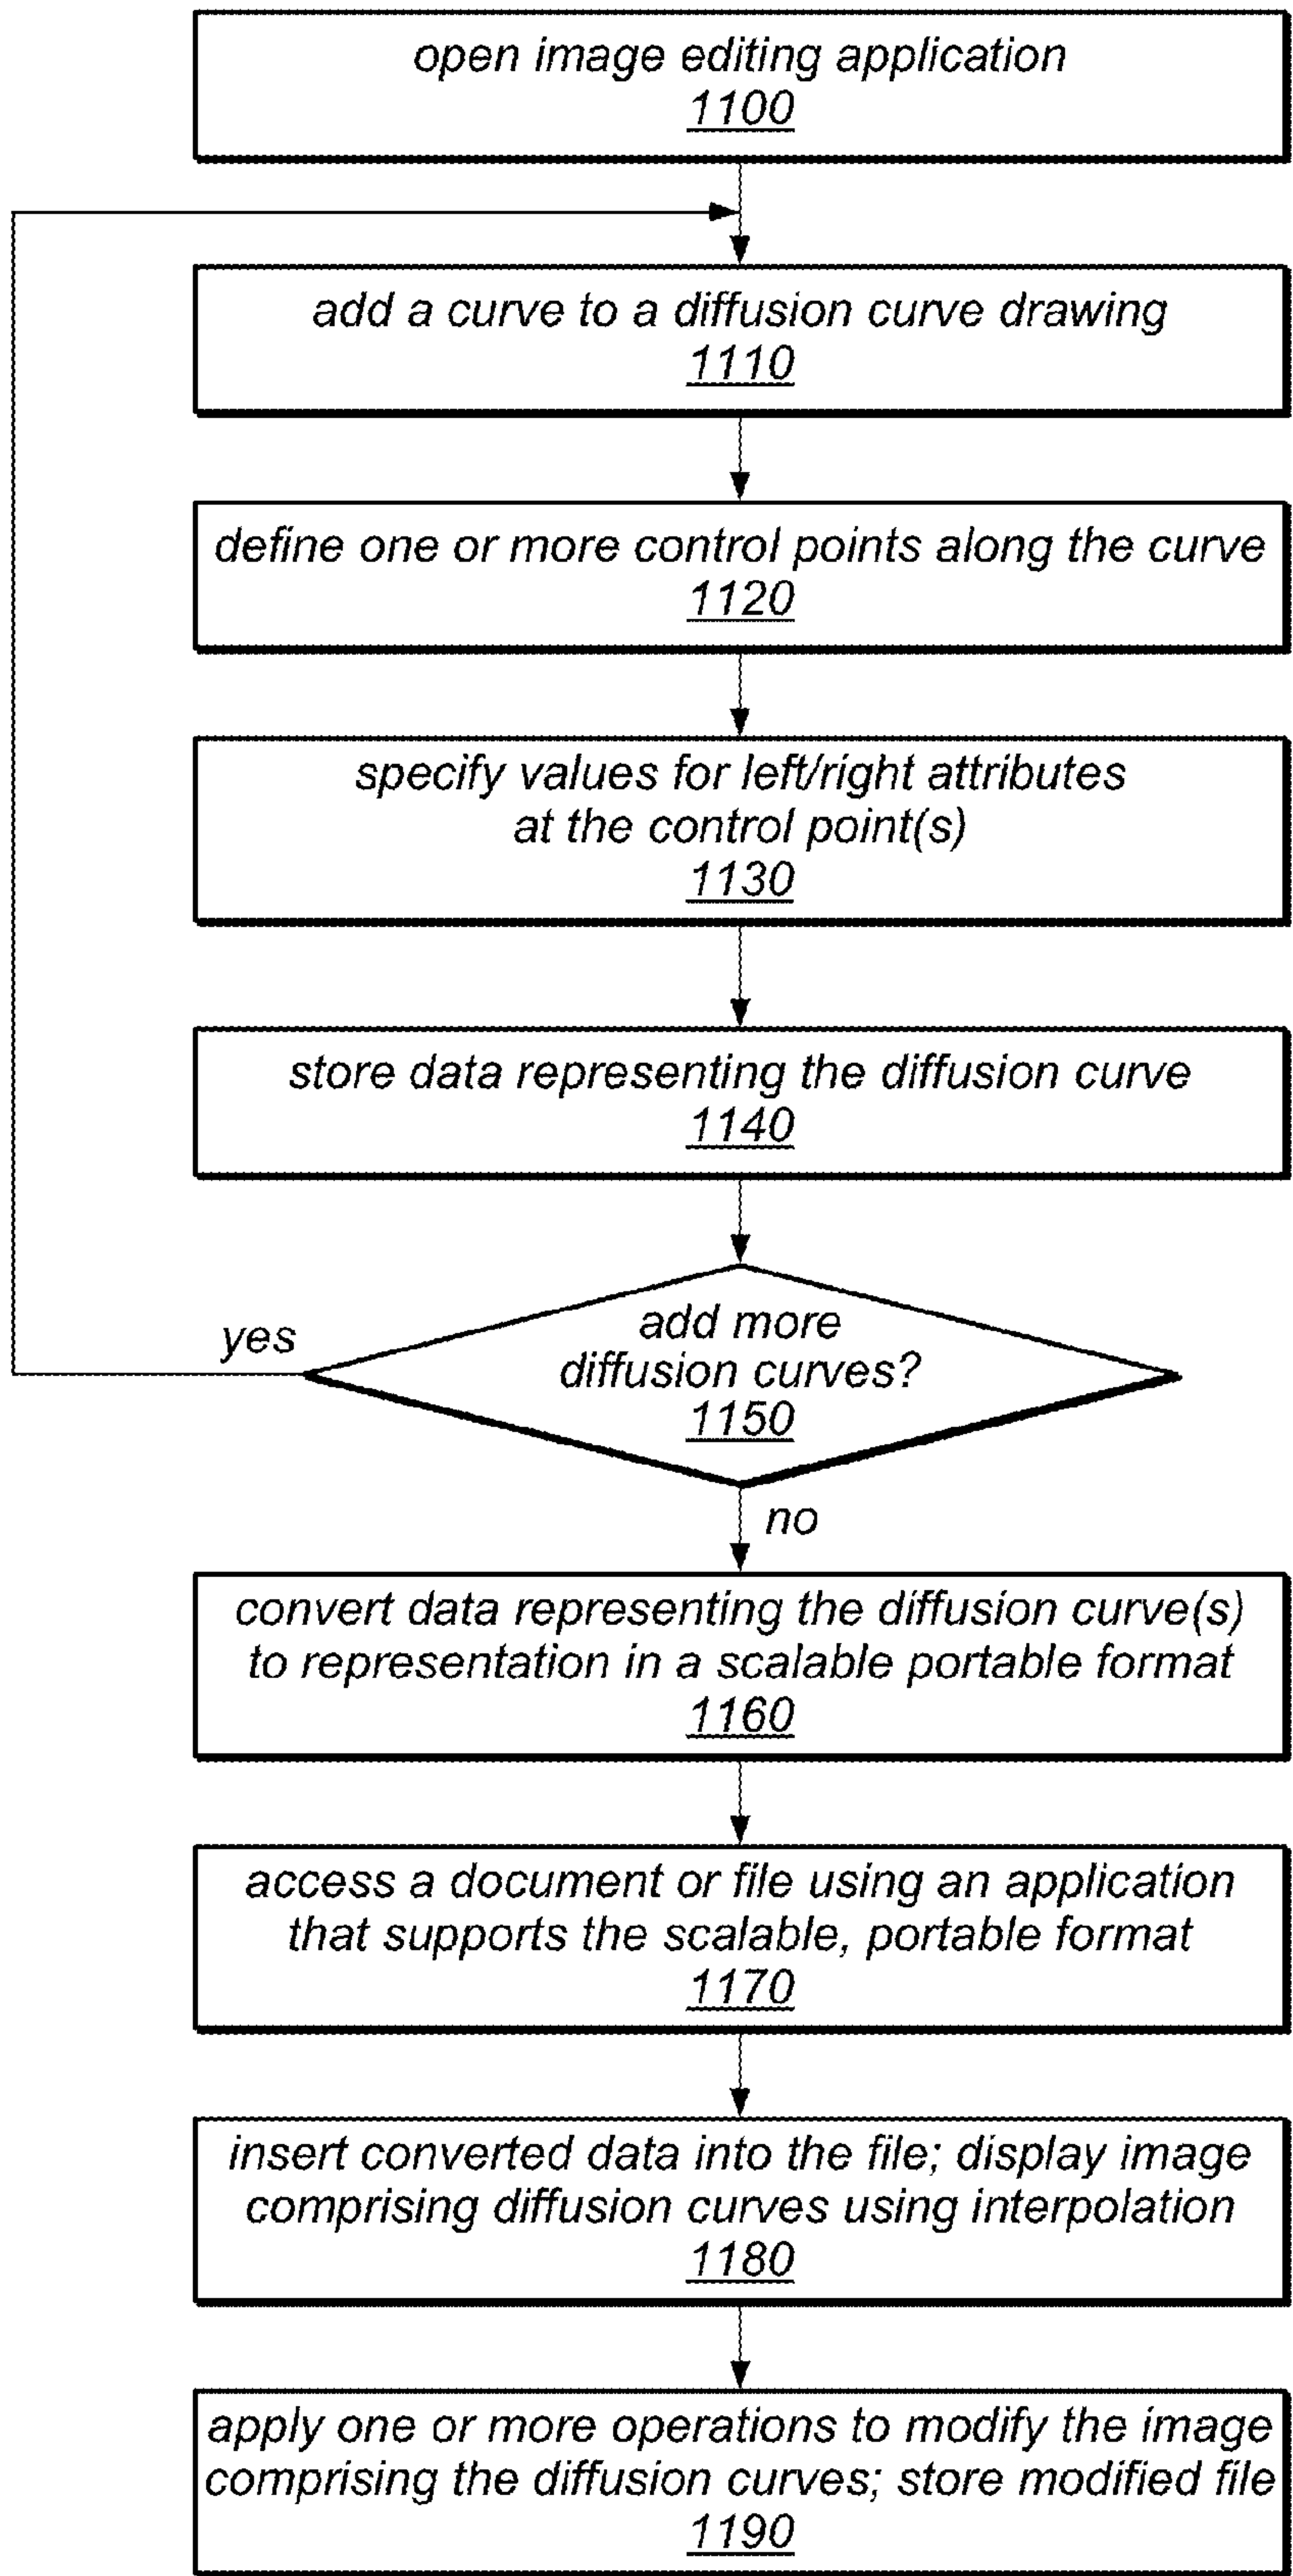 open image editing application
1100
add a curve to a diffusion curve drawing
1110
define one or more control points along the curve
1120
specify values for left/right attributes
at the control point(s)
1130
store data representing the diffusion curve
1140
yes
add more
diffusion curves?
1150
no
convert data representing the diffusion curve(s)
to representation in a scalable portable format
1160
access a document or file using an application
that supports the scalable, portable format
1170
insert converted data into the file; display image
comprising diffusion curves using interpolation
1180
apply one or more operations to modify the image
comprising the diffusion curves; store modified file
1190